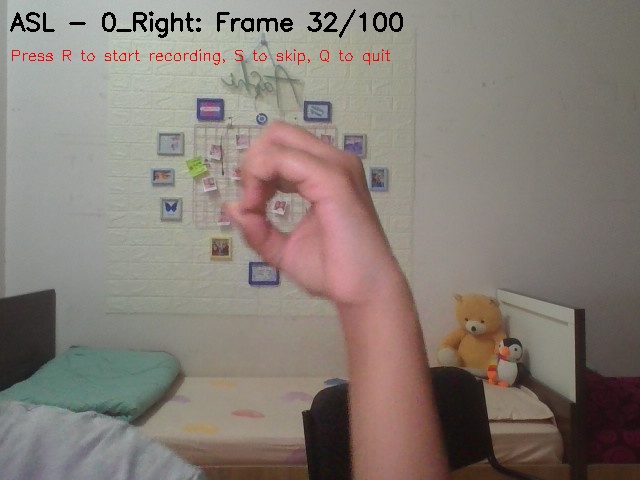 ASL - 0_Right: Frame 32/100
Press R to start recording, S to skip, Q to quit